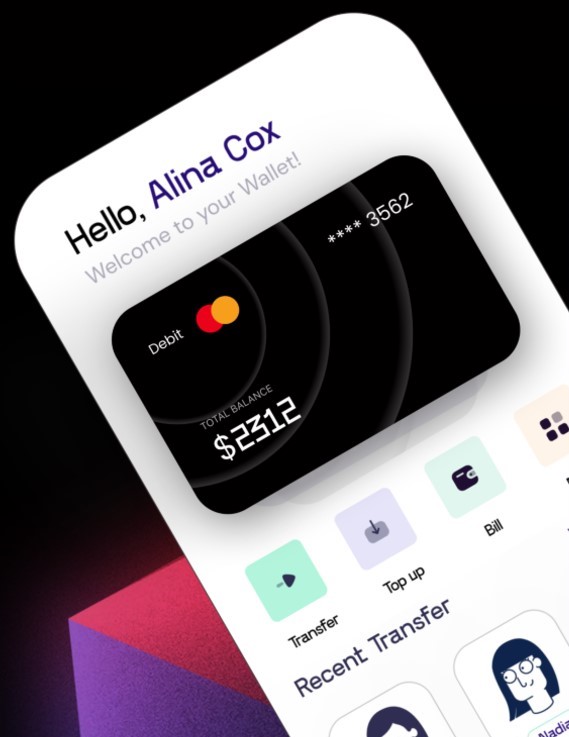 Hello, Alina Cox
Welcome to your Wallet!
**** 3562
Debit
TOTAL BALANCE
$2312
Transfer
Top up
Bill
Recent Transfer
Nadia